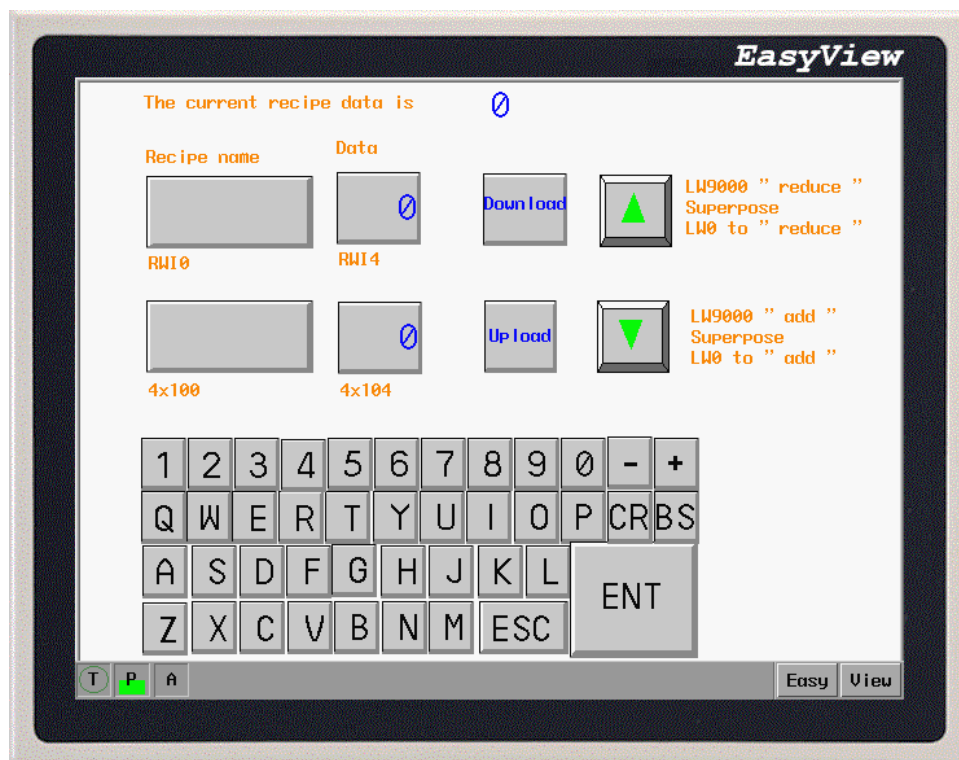 EasyView
The current recipe data is 0
Recipe name Data
0 Download LW9000 " reduce "
Superpose
LW0 to " reduce "
RWI0 RWI4
0 Upload LW9000 " add "
Superpose
LW0 to " add "
4x100 4x104
1 2 3 4 5 6 7 8 9 0 - +
Q W E R T Y U I O P CR BS
A S D F G H J K L
ENT
Z X C V B N M ESC
T P A Easy View